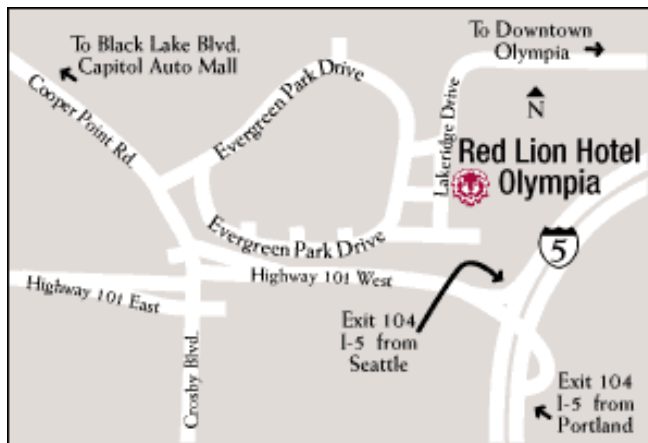 To Black Lake Blvd.
Capitol Auto Mall
To Downtown
Olympia
Cooper Point Rd.
Evergreen Park Drive
Lakeridge Drive
N
Red Lion Hotel
Olympia
Evergreen Park Drive
5
Highway 101 West
Highway 101 East
Exit 104
I-5 from
Seattle
Crosby Blvd.
Exit 104
I-5 from
Portland